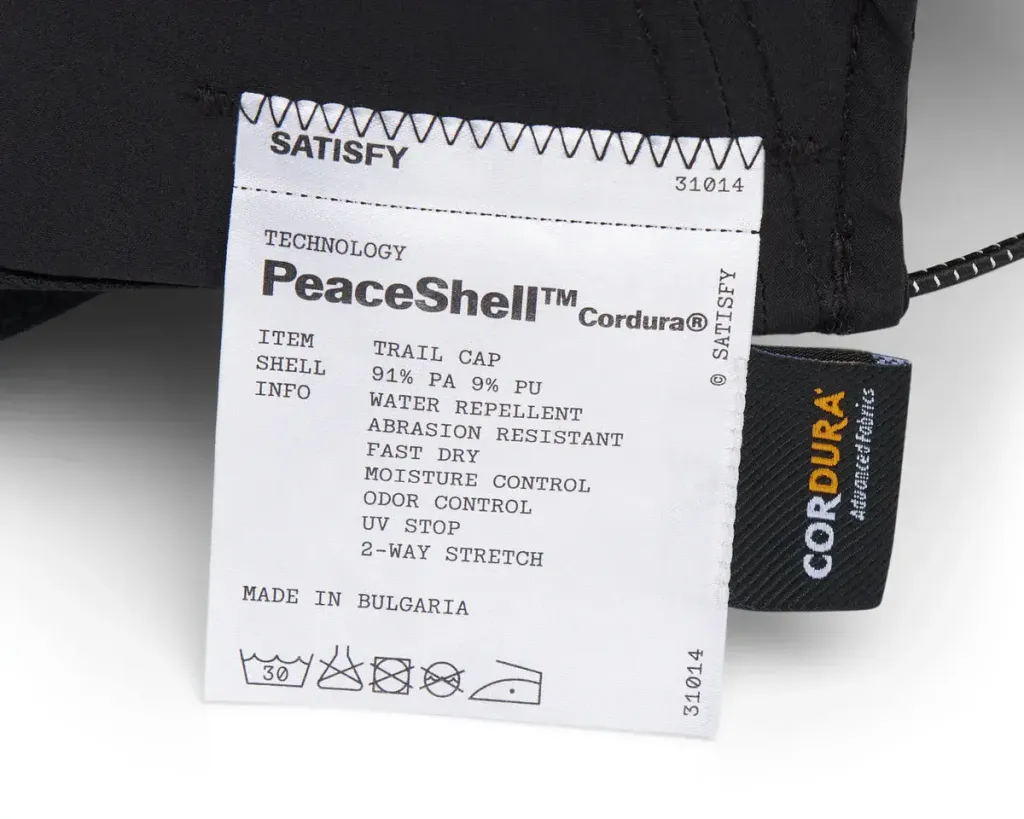 SATISFY
31014
TECHNOLOGY
PeaceShell™ Cordura®
© SATISFY
ITEM TRAIL CAP
SHELL 91% PA 9% PU
INFO WATER REPELLENT
ABRASION RESISTANT
FAST DRY
MOISTURE CONTROL
ODOR CONTROL
UV STOP
2-WAY STRETCH
MADE IN BULGARIA
30
31014
CORDURA
Advanced Fabrics